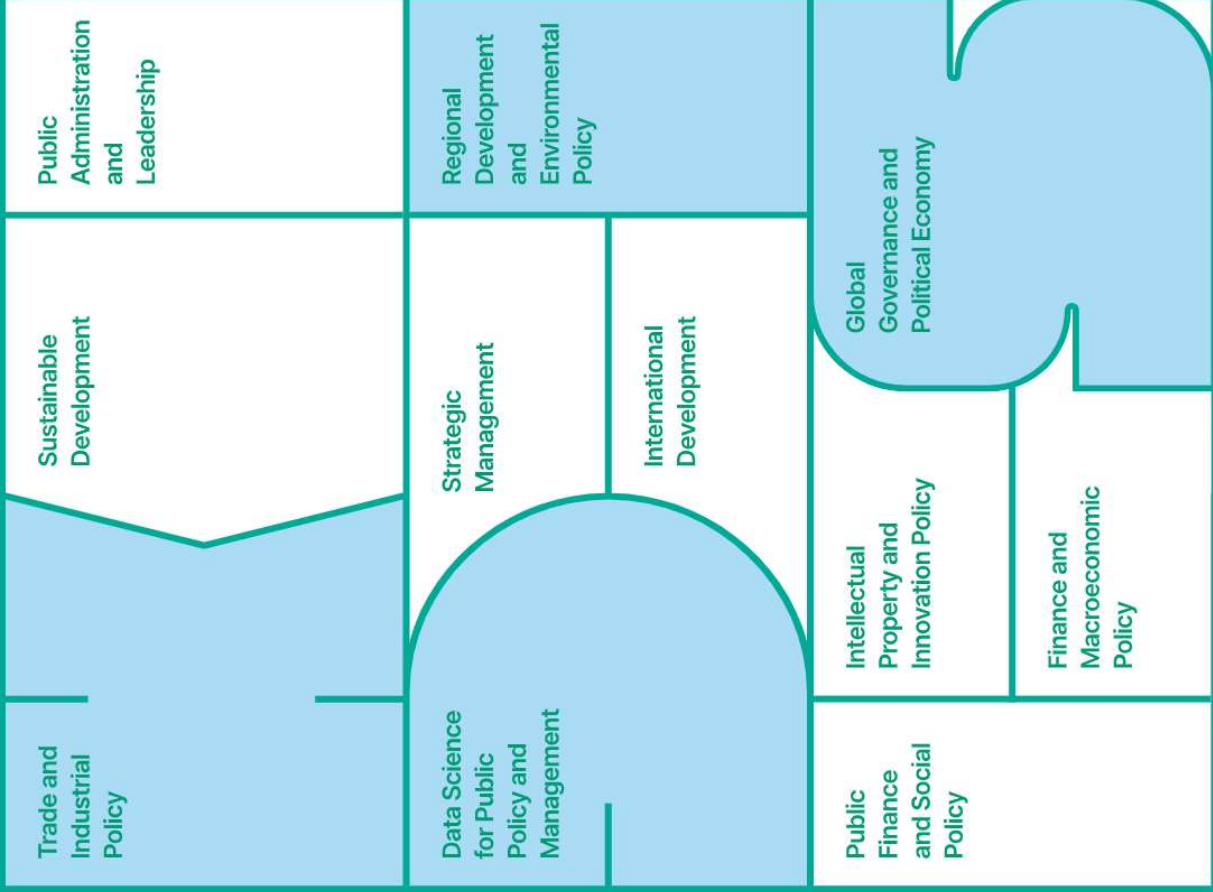 Trade and
Industrial
Policy
Sustainable
Development
Public
Administration
and
Leadership
Data Science
for Public
Policy and
Management
Strategic
Management
Regional
Development
and
Environmental
Policy
International
Development
Public
Finance
and Social
Policy
Intellectual
Property and
Innovation Policy
Global
Governance and
Political Economy
Finance and
Macroeconomic
Policy